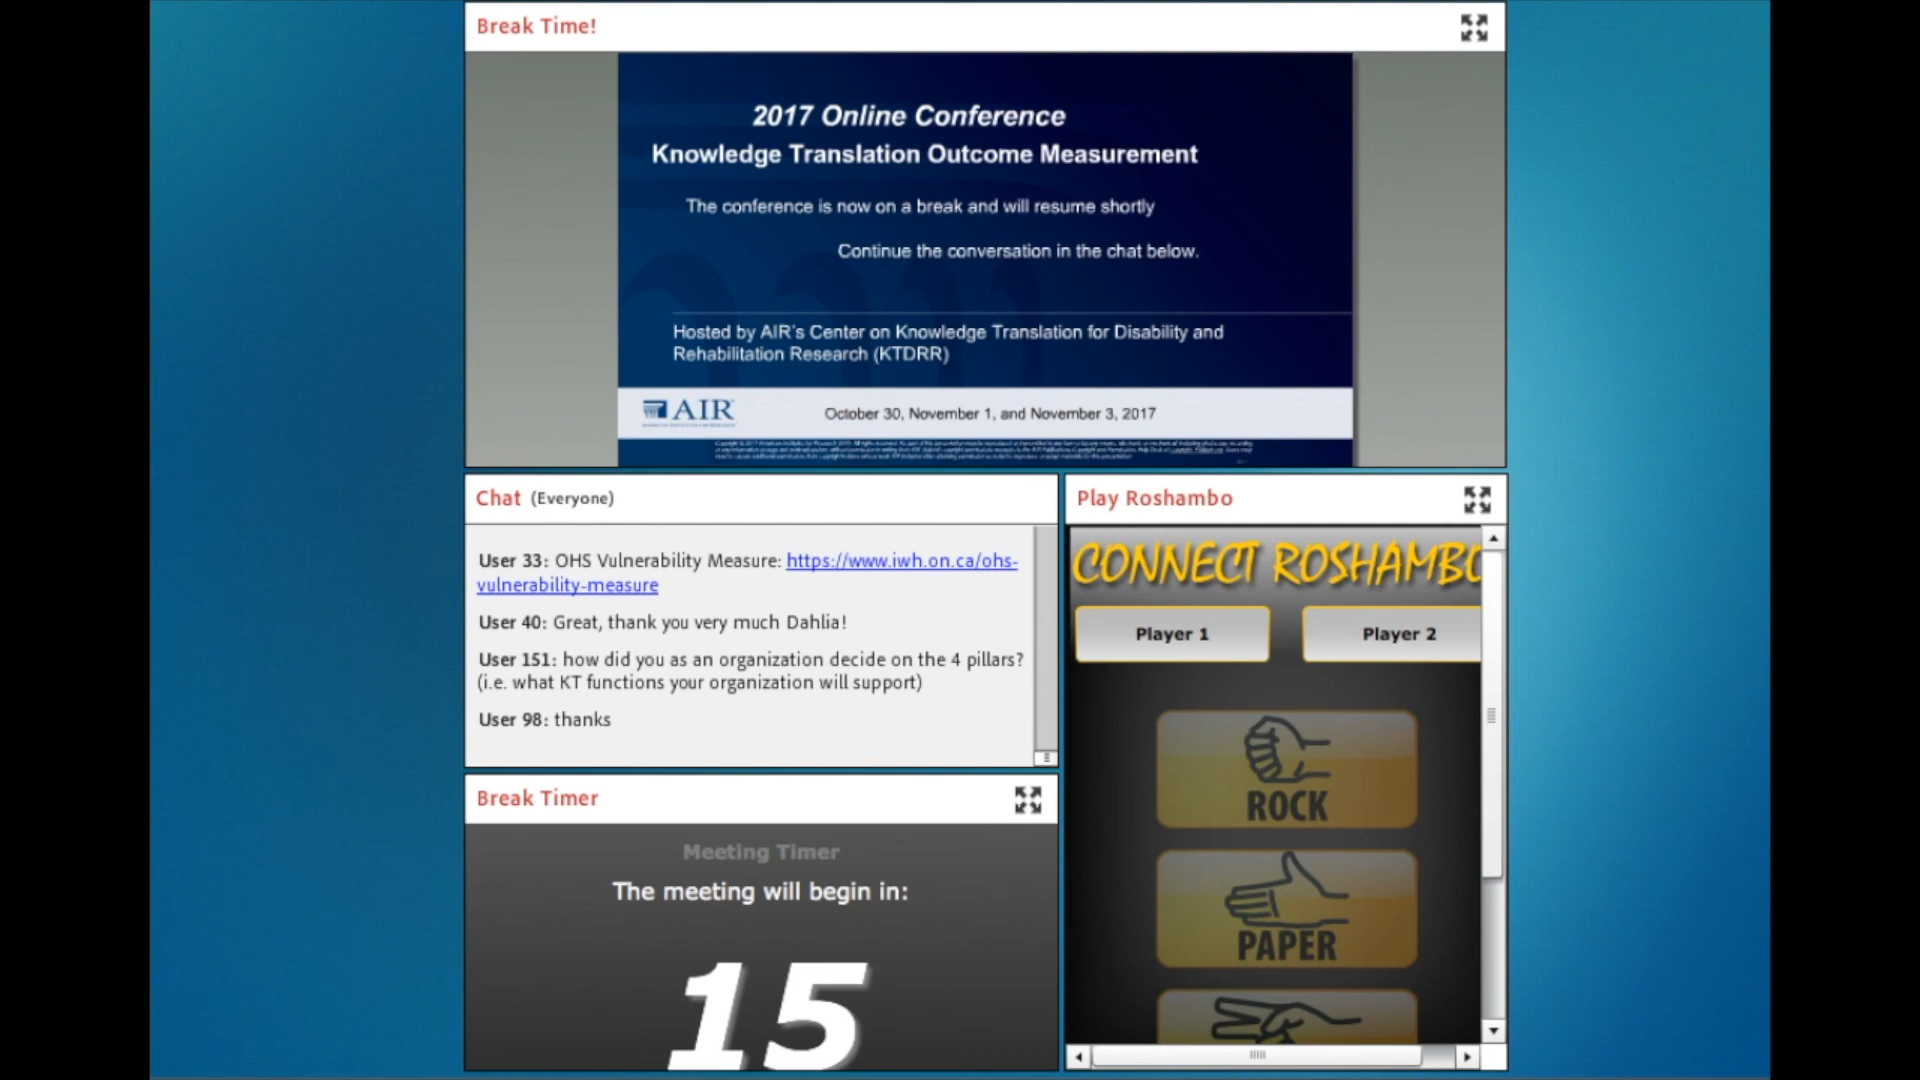 Break Time!
2017 Online Conference
Knowledge Translation Outcome Measurement
The conference is now on a break and will resume shortly
Continue the conversation in the chat below.
Hosted by AIR's Center on Knowledge Translation for Disability and
Rehabilitation Research (KTDRR)
AIR
October 30, November 1, and November 3, 2017
Chat (Everyone)
User 33: OHS Vulnerability Measure: https://www.iwh.on.ca/ohs-
vulnerability-measure
User 40: Great, thank you very much Dahlia!
User 151: how did you as an organization decide on the 4 pillars?
(i.e. what KT functions your organization will support)
User 98: thanks
Break Timer
Meeting Timer
The meeting will begin in:
15
Play Roshambo
CONNECT ROSHAMBO
Player 1
Player 2
ROCK
PAPER